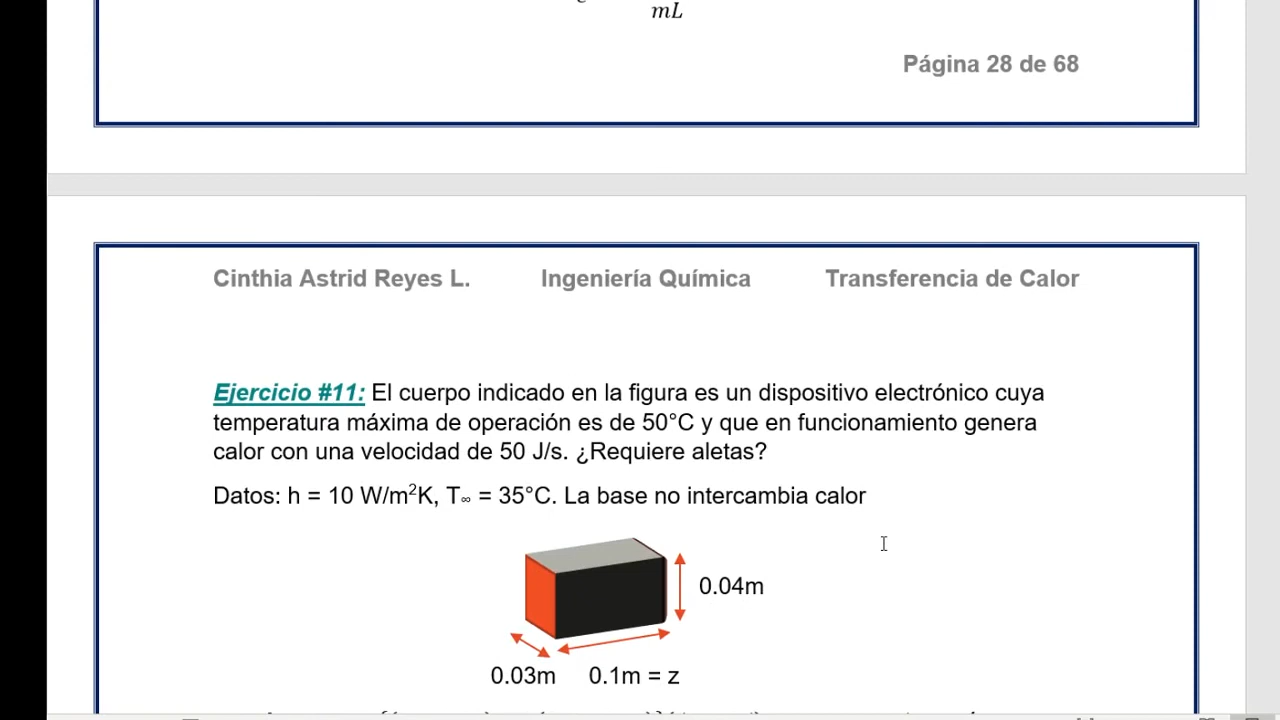 mL
Página 28 de 68
Cinthia Astrid Reyes L. Ingeniería Química Transferencia de Calor
Ejercicio #11: El cuerpo indicado en la figura es un dispositivo electrónico cuya
temperatura máxima de operación es de 50°C y que en funcionamiento genera
calor con una velocidad de 50 J/s. ¿Requiere aletas?
Datos: h = 10 W/m²K, T∞ = 35°C. La base no intercambia calor
0.04m
0.03m 0.1m = z